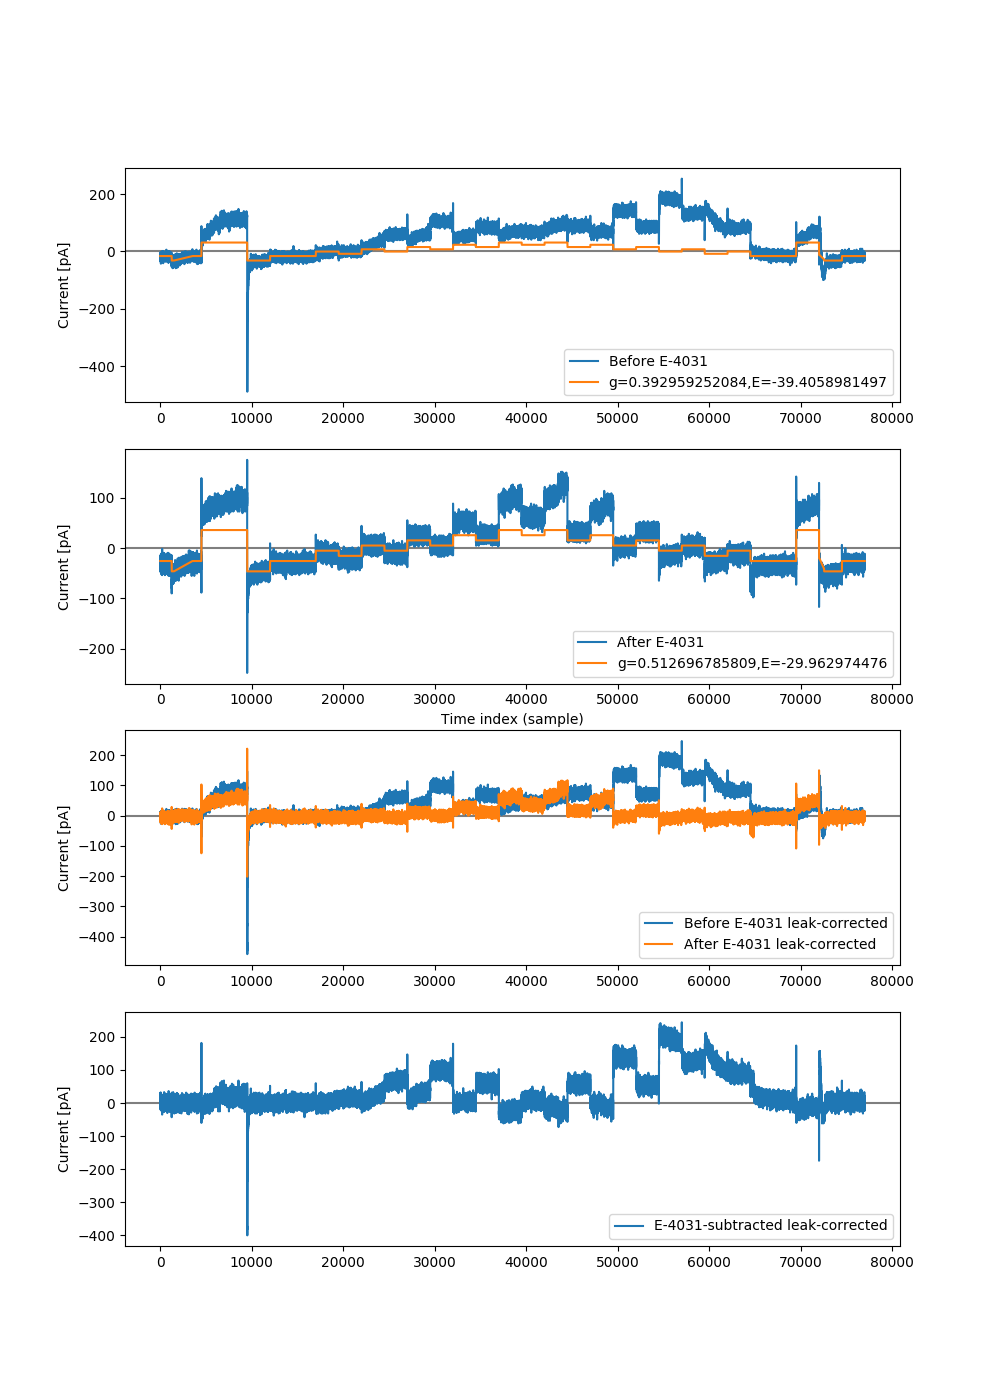 200
0
−200
−400
Current [pA]
Before E-4031
g=0.392959252084,E=-39.4058981497
0 10000 20000 30000 40000 50000 60000 70000 80000
100
0
−100
−200
Current [pA]
After E-4031
g=0.512696785809,E=-29.962974476
0 10000 20000 30000 40000 50000 60000 70000 80000
Time index (sample)
200
100
0
−100
−200
−300
−400
Current [pA]
Before E-4031 leak-corrected
After E-4031 leak-corrected
0 10000 20000 30000 40000 50000 60000 70000 80000
200
100
0
−100
−200
−300
−400
Current [pA]
E-4031-subtracted leak-corrected
0 10000 20000 30000 40000 50000 60000 70000 80000